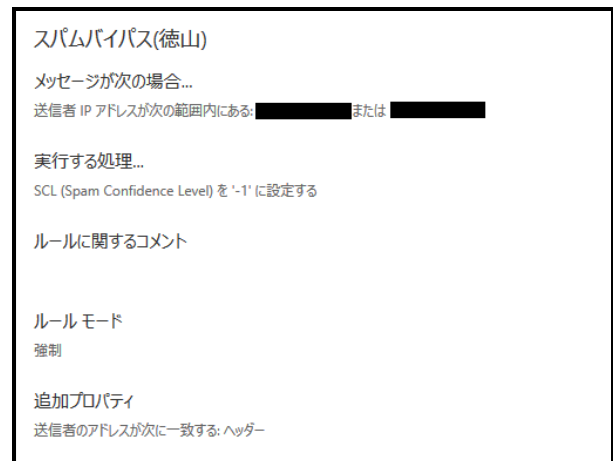 スパムバイパス(徳山)
メッセージが次の場合...
送信者 IP アドレスが次の範囲内にある: または
実行する処理...
SCL (Spam Confidence Level) を '-1' に設定する
ルールに関するコメント
ルール モード
強制
追加プロパティ
送信者のアドレスが次に一致する: ヘッダー